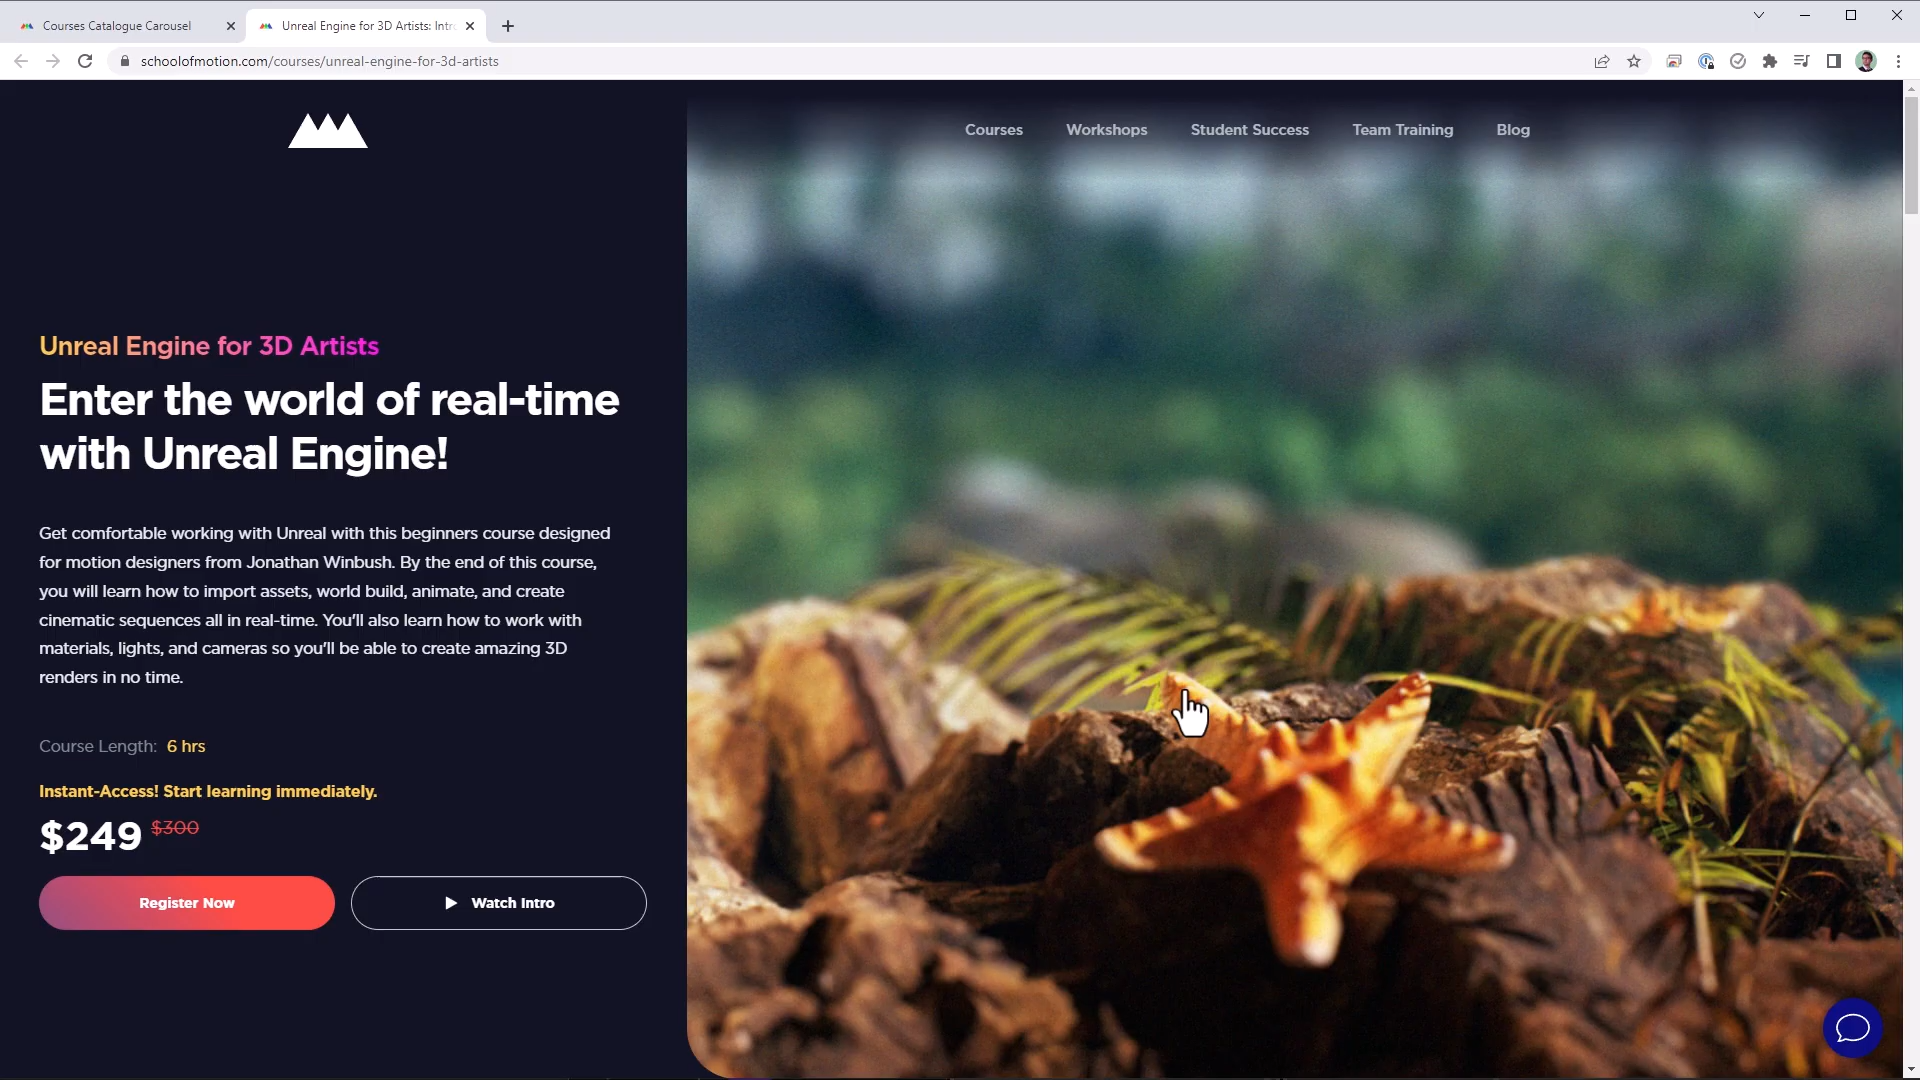 Courses Catalogue Carousel
Unreal Engine for 3D Artists: Intro
schoolofmotion.com/courses/unreal-engine-for-3d-artists
Courses
Workshops
Student Success
Team Training
Blog
Unreal Engine for 3D Artists
Enter the world of real-time
with Unreal Engine!
Get comfortable working with Unreal with this beginners course designed
for motion designers from Jonathan Winbush. By the end of this course,
you will learn how to import assets, world build, animate, and create
cinematic sequences all in real-time. You'll also learn how to work with
materials, lights, and cameras so you'll be able to create amazing 3D
renders in no time.
Course Length: 6 hrs
Instant-Access! Start learning immediately.
$249 $300
Register Now
Watch Intro